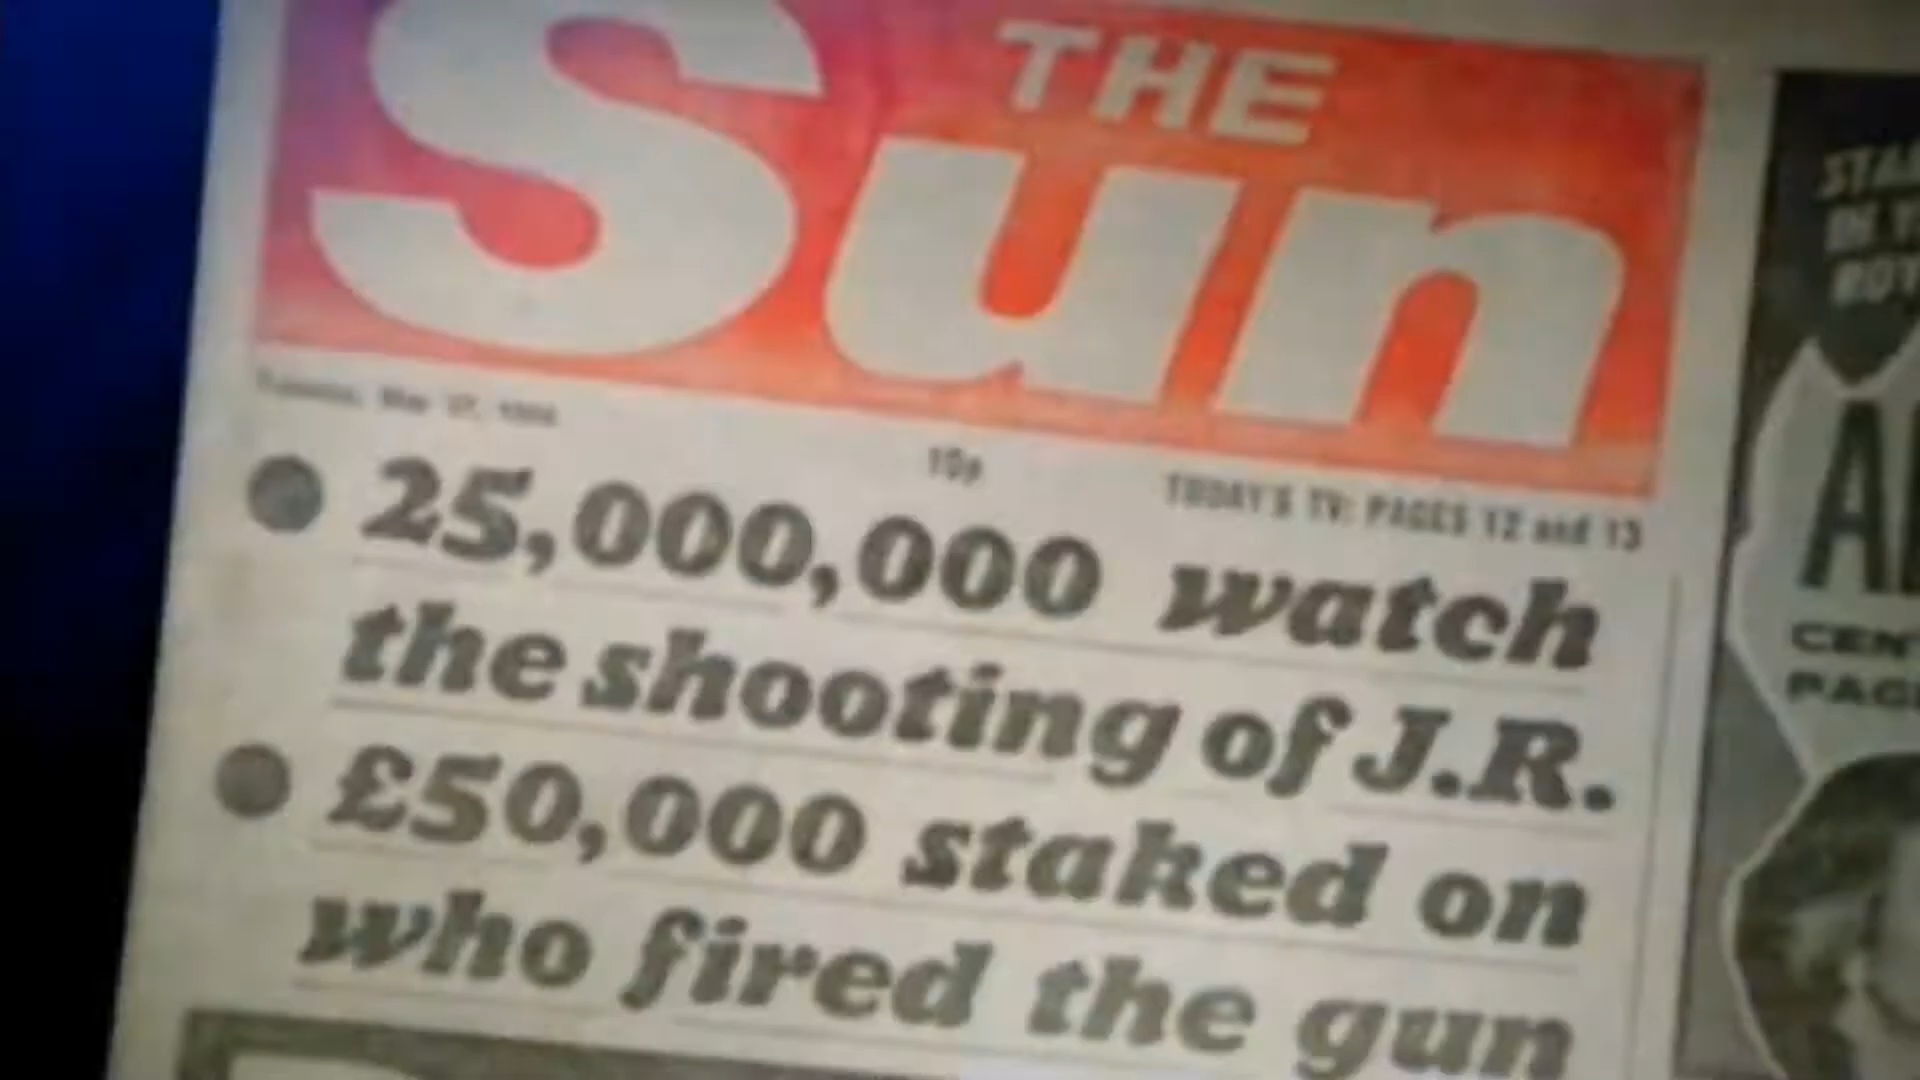 THE
Sun
10p
TODAY'S TV: PAGES 12 and 13
● 25,000,000 watch
the shooting of J.R.
● £50,000 staked on
who fired the gun